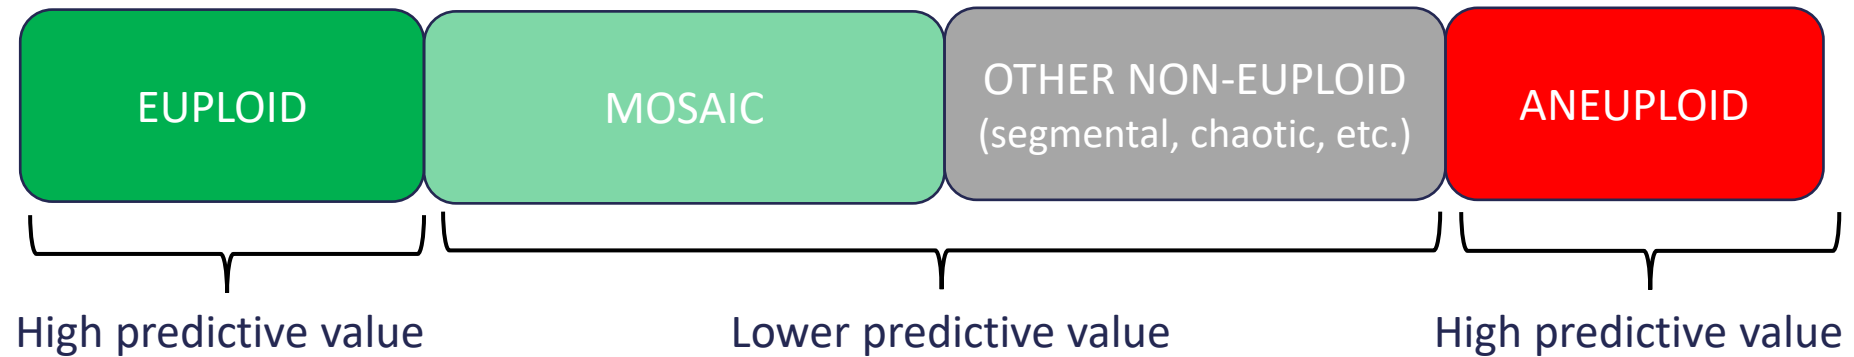 EUPLOID
MOSAIC
OTHER NON-EUPLOID
(segmental, chaotic, etc.)
ANEUPLOID
High predictive value
Lower predictive value
High predictive value